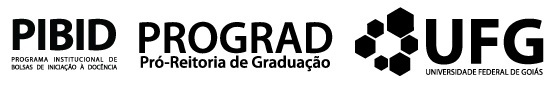 PIBID
PROGRAMA INSTITUCIONAL DE
BOLSAS DE INICIAÇÃO À DOCÊNCIA
PROGRAD
Pró-Reitoria de Graduação
UFG
UNIVERSIDADE FEDERAL DE GOIÁS